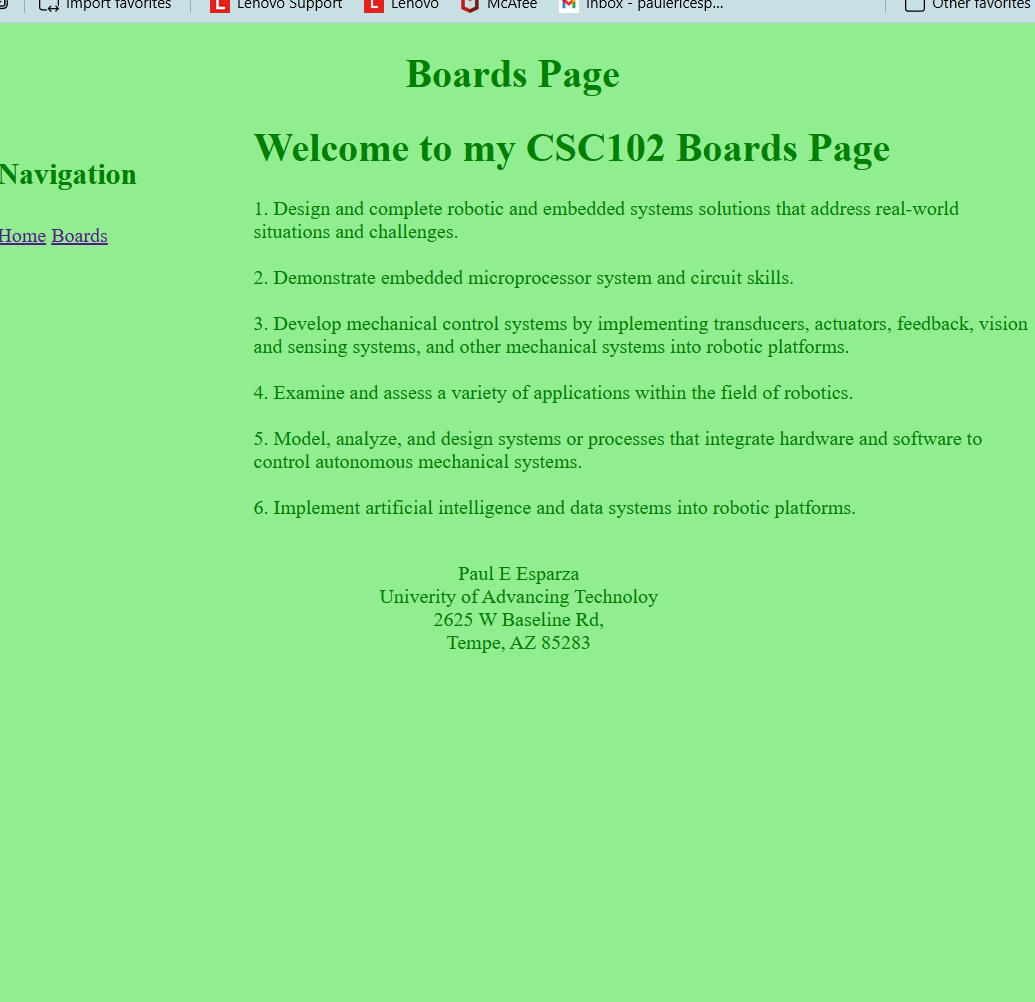 Import favorites
Lenovo Support
Lenovo
McAfee
Inbox - paulericesp...
Other favorites
Boards Page
Navigation
Home Boards
Welcome to my CSC102 Boards Page
1. Design and complete robotic and embedded systems solutions that address real-world
situations and challenges.
2. Demonstrate embedded microprocessor system and circuit skills.
3. Develop mechanical control systems by implementing transducers, actuators, feedback, vision
and sensing systems, and other mechanical systems into robotic platforms.
4. Examine and assess a variety of applications within the field of robotics.
5. Model, analyze, and design systems or processes that integrate hardware and software to
control autonomous mechanical systems.
6. Implement artificial intelligence and data systems into robotic platforms.
Paul E Esparza
Univerity of Advancing Technoloy
2625 W Baseline Rd,
Tempe, AZ 85283